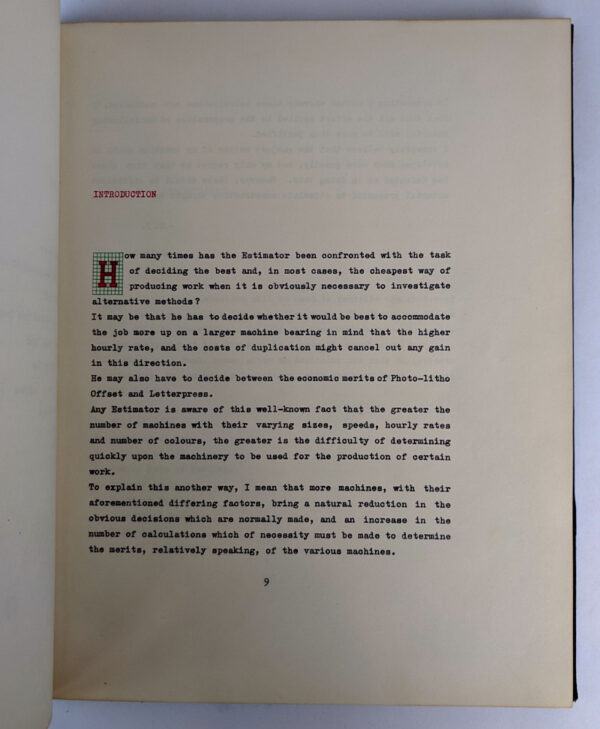 INTRODUCTION
How many times has the Estimator been confronted with the task
of deciding the best and, in most cases, the cheapest way of
producing work when it is obviously necessary to investigate
alternative methods?
It may be that he has to decide whether it would be best to accommodate
the job more up on a larger machine bearing in mind that the higher
hourly rate, and the costs of duplication might cancel out any gain
in this direction.
He may also have to decide between the economic merits of Photo-litho
Offset and Letterpress.
Any Estimator is aware of this well-known fact that the greater the
number of machines with their varying sizes, speeds, hourly rates
and number of colours, the greater is the difficulty of determining
quickly upon the machinery to be used for the production of certain
work.
To explain this another way, I mean that more machines, with their
aforementioned differing factors, bring a natural reduction in the
obvious decisions which are normally made, and an increase in the
number of calculations which of necessity must be made to determine
the merits, relatively speaking, of the various machines.
9